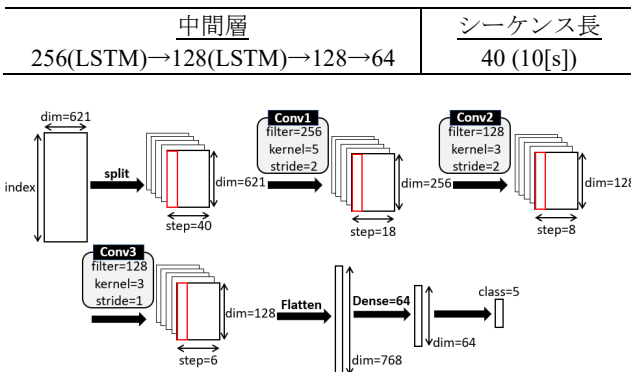 中間層 シーケンス長
256(LSTM)→128(LSTM)→128→64 40 (10[s])
dim=621
index
split
dim=621
step=40
Conv1
filter=256
kernel=5
stride=2
dim=256
step=18
Conv2
filter=128
kernel=3
stride=2
dim=128
step=8
Conv3
filter=128
kernel=3
stride=1
dim=128
step=6
Flatten
dim=768
Dense=64
dim=64
class=5